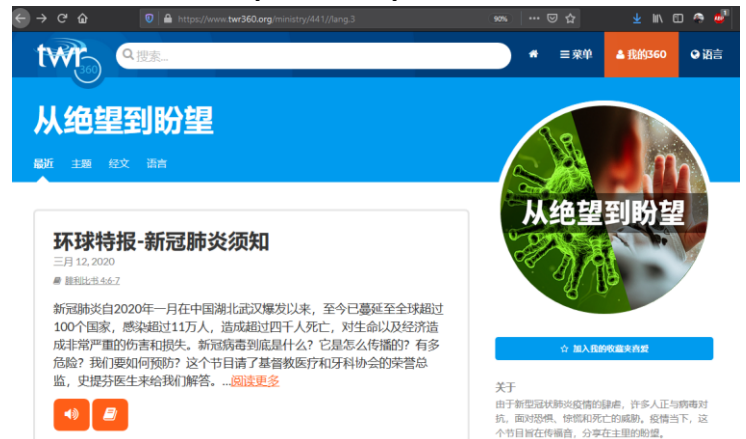 https://www.twr360.org/ministry/441//lang.3
90%
twr
360
搜索...
菜单
我的360
语言
从绝望到盼望
最近 主题 经文 语言
从绝望到盼望
环球特报-新冠肺炎须知
三月 12, 2020
腓利比书 4:6-7
新冠肺炎自2020年一月在中国湖北武汉爆发以来，至今已蔓延至全球超过
100个国家，感染超过11万人，造成超过四千人死亡，对生命以及经济造
成非常严重的伤害和损失。新冠病毒到底是什么？它是怎么传播的？有多
危险？我们要如何预防？这个节目请了基督教医疗和牙科协会的荣誉总
监，史提芬医生来给我们解答。...阅读更多
加入我的收藏夹喜爱
关于
由于新型冠状肺炎疫情的肆虐，许多人正与病毒对
抗，面对恐惧、惊慌和死亡的威胁。疫情当下，这
个节目旨在传福音，分享在主里的盼望。